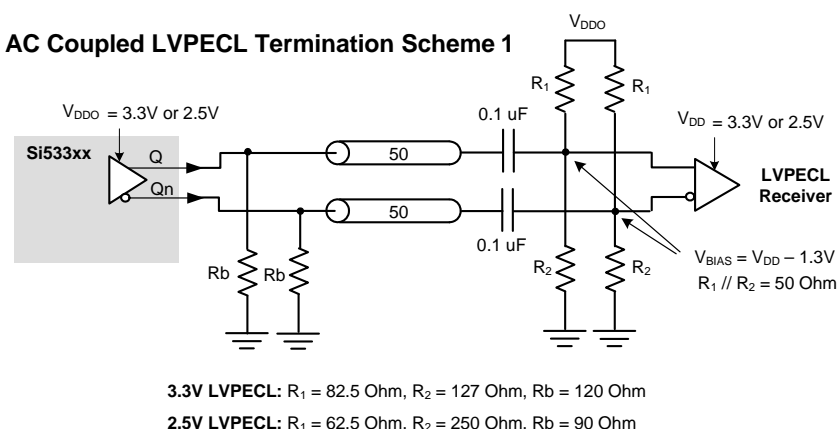 AC Coupled LVPECL Termination Scheme 1
VDDO
R1
R1
VDDO = 3.3V or 2.5V
0.1 uF
VDD = 3.3V or 2.5V
Si533xx
Q
50
LVPECL
Receiver
Qn
50
0.1 uF
Rb
Rb
R2
R2
VBIAS = VDD – 1.3V
R1 // R2 = 50 Ohm
3.3V LVPECL: R1 = 82.5 Ohm, R2 = 127 Ohm, Rb = 120 Ohm
2.5V LVPECL: R1 = 62.5 Ohm, R2 = 250 Ohm, Rb = 90 Ohm